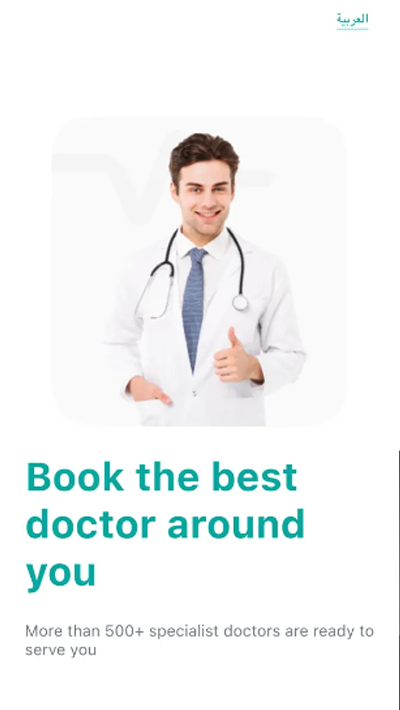 العربية
Book the best
doctor around
you
More than 500+ specialist doctors are ready to
serve you